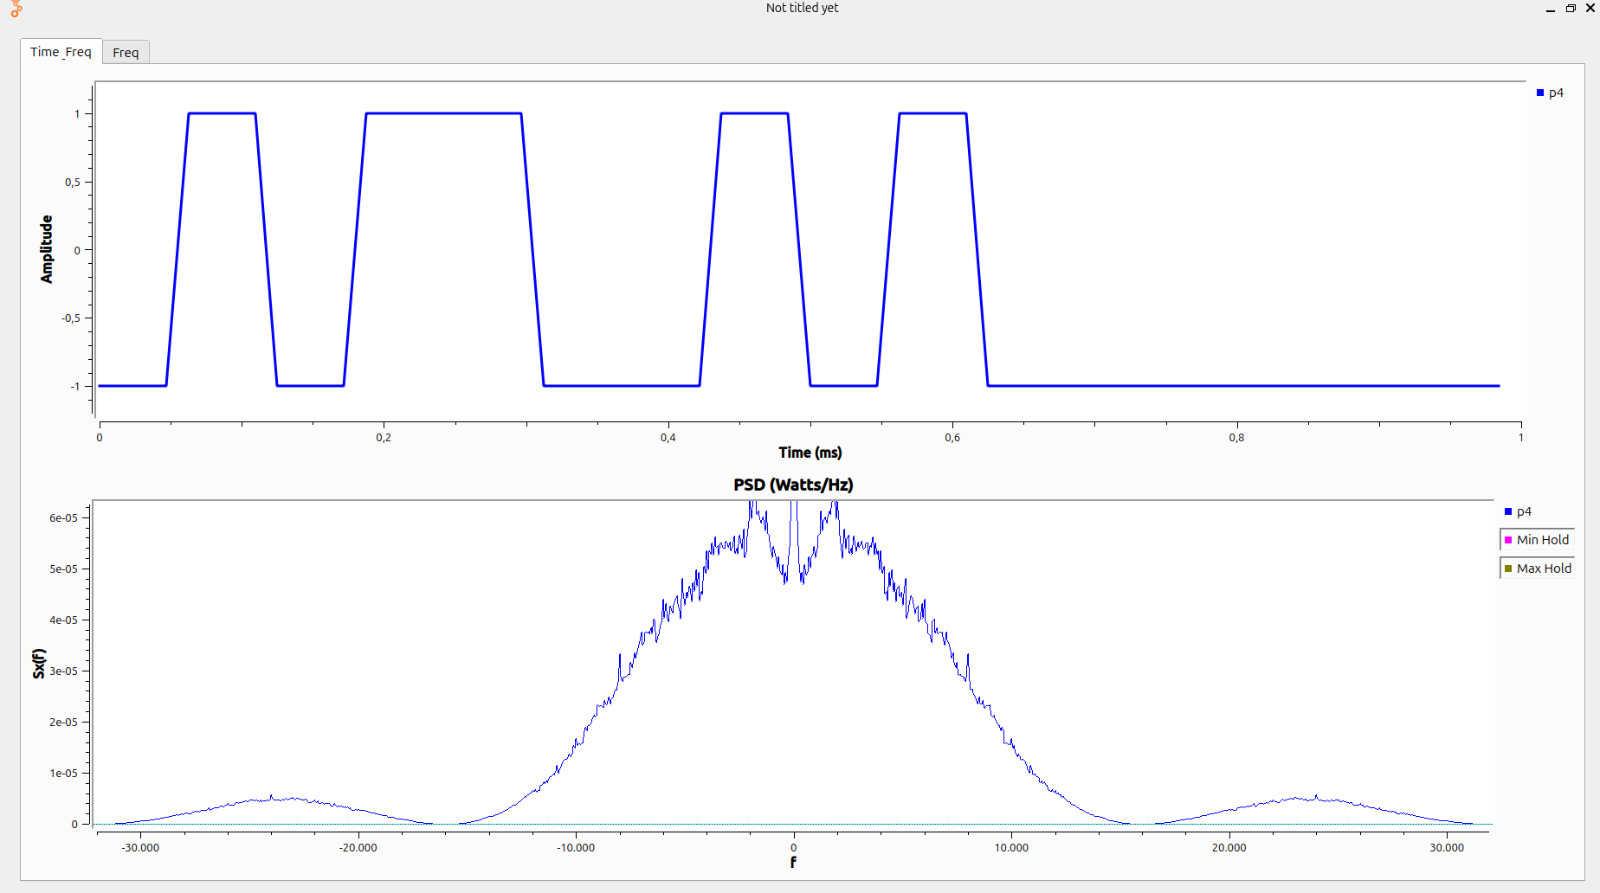 Not titled yet
Time_Freq
Freq
1
0,5
0
-0,5
-1
Amplitude
p4
0
0,2
0,4
0,6
0,8
1
Time (ms)
PSD (Watts/Hz)
6e-05
5e-05
4e-05
3e-05
2e-05
1e-05
0
Sx(f)
p4
Min Hold
Max Hold
-30.000
-20.000
-10.000
0
10.000
20.000
30.000
f